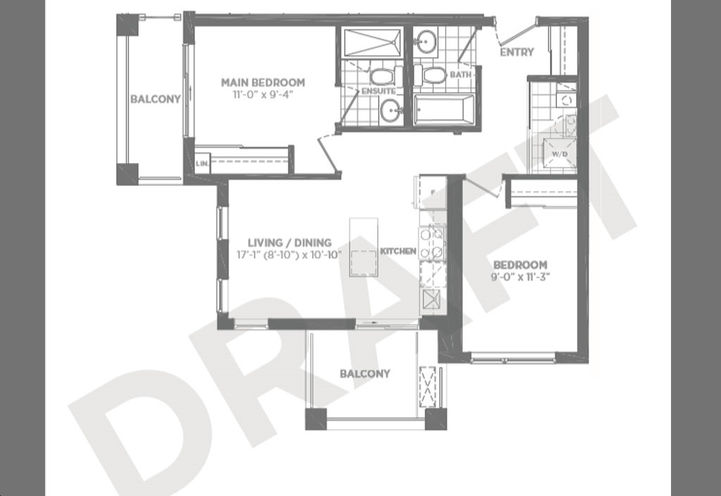 ENTRY
MAIN BEDROOM
11'-0" x 9'-4"
BATH
ENSUITE
BALCONY
W/D
LIN.
LIVING / DINING
17'-1" (8'-10") x 10'-10"
KITCHEN
BEDROOM
9'-0" x 11'-3"
BALCONY
DRAFT